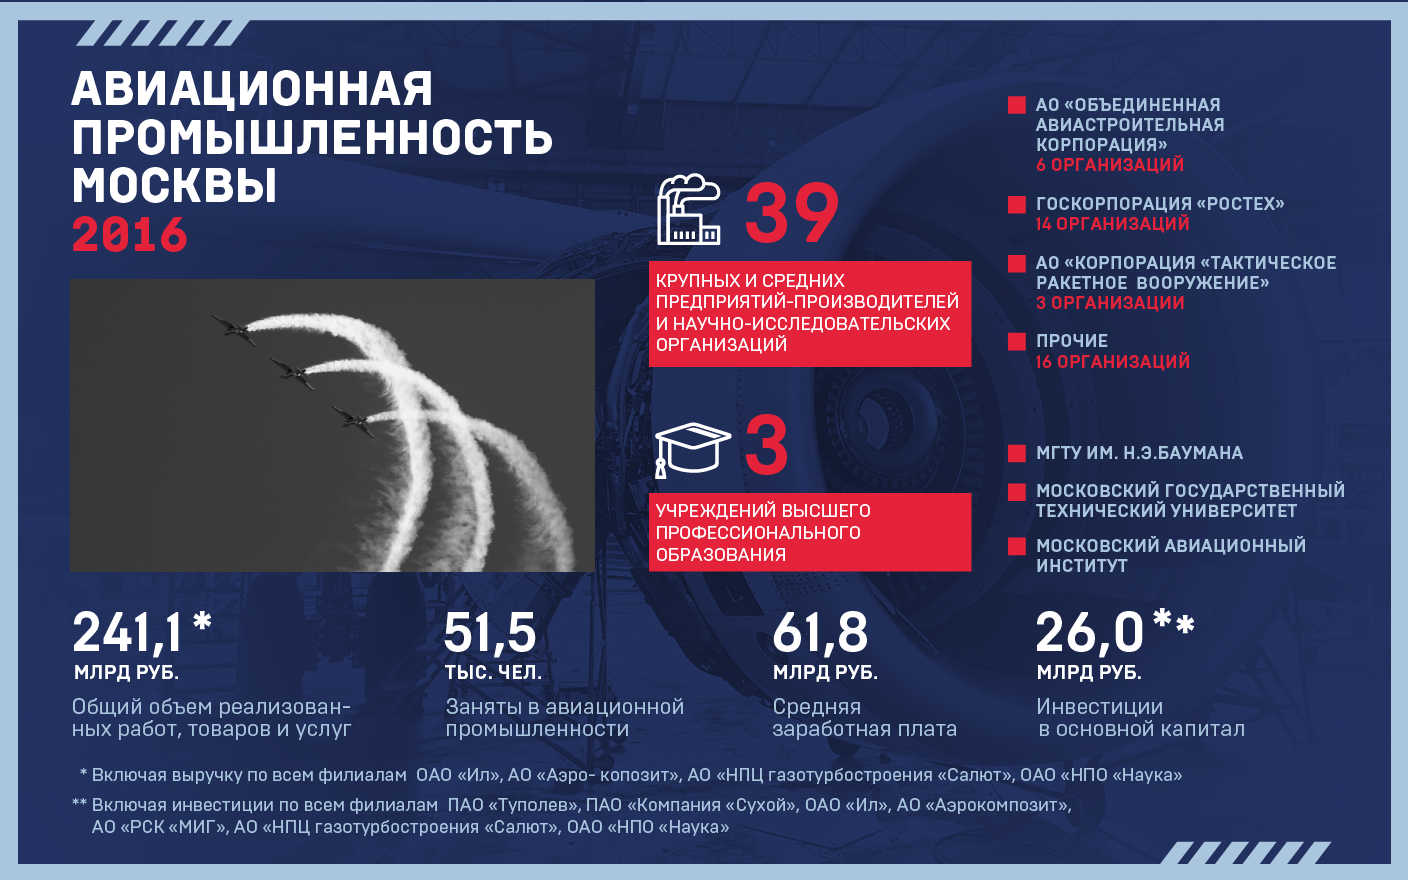 АВИАЦИОННАЯ
ПРОМЫШЛЕННОСТЬ
МОСКВЫ
2016
39
КРУПНЫХ И СРЕДНИХ
ПРЕДПРИЯТИЙ-ПРОИЗВОДИТЕЛЕЙ
И НАУЧНО-ИССЛЕДОВАТЕЛЬСКИХ
ОРГАНИЗАЦИЙ
АО «ОБЪЕДИНЕННАЯ
АВИАСТРОИТЕЛЬНАЯ
КОРПОРАЦИЯ»
6 ОРГАНИЗАЦИЙ
ГОСКОРПОРАЦИЯ «РОСТЕХ»
14 ОРГАНИЗАЦИЙ
АО «КОРПОРАЦИЯ «ТАКТИЧЕСКОЕ
РАКЕТНОЕ ВООРУЖЕНИЕ»
3 ОРГАНИЗАЦИИ
ПРОЧИЕ
16 ОРГАНИЗАЦИЙ
3
УЧРЕЖДЕНИЙ ВЫСШЕГО
ПРОФЕССИОНАЛЬНОГО
ОБРАЗОВАНИЯ
МГТУ ИМ. Н.Э.БАУМАНА
МОСКОВСКИЙ ГОСУДАРСТВЕННЫЙ
ТЕХНИЧЕСКИЙ УНИВЕРСИТЕТ
МОСКОВСКИЙ АВИАЦИОННЫЙ
ИНСТИТУТ
241,1 *
МЛРД РУБ.
Общий объем реализован-
ных работ, товаров и услуг
51,5
ТЫС. ЧЕЛ.
Заняты в авиационной
промышленности
61,8
МЛРД РУБ.
Средняя
заработная плата
26,0 **
МЛРД РУБ.
Инвестиции
в основной капитал
* Включая выручку по всем филиалам ОАО «Ил», АО «Аэро- копозит», АО «НПЦ газотурбостроения «Салют», ОАО «НПО «Наука»
** Включая инвестиции по всем филиалам ПАО «Туполев», ПАО «Компания «Сухой», ОАО «Ил», АО «Аэрокомпозит»,
АО «РСК «МИГ», АО «НПЦ газотурбостроения «Салют», ОАО «НПО «Наука»